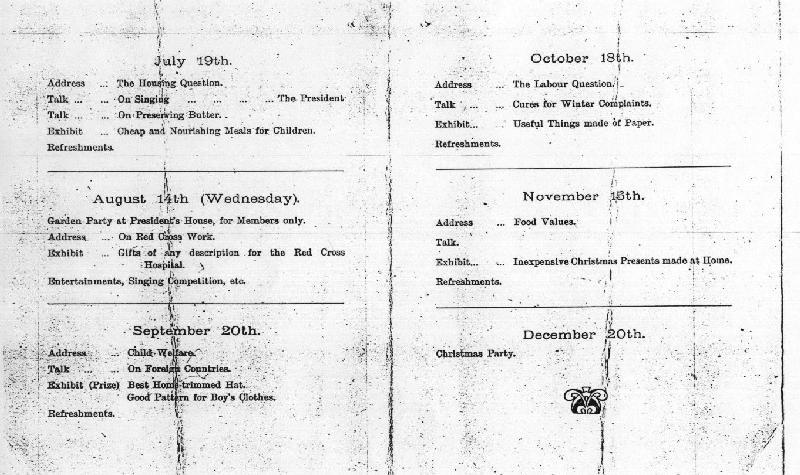 July 19th.
Address ... The Housing Question.
Talk ... ... On Singing ... ... ... ... The President
Talk ... ... On Preserving Butter.
Exhibit ... Cheap and Nourishing Meals for Children.
Refreshments.
August 14th (Wednesday).
Garden Party at President's House, for Members only.
Address ... On Red Cross Work.
Exhibit ... Gifts of any description for the Red Cross
Hospital.
Entertainments, Singing Competition, etc.
September 20th.
Address ... Child Welfare.
Talk ... ... On Foreign Countries.
Exhibit (Prize) Best Home-trimmed Hat.
Good Pattern for Boy's Clothes.
Refreshments.
October 18th.
Address ... The Labour Question.
Talk ... ... Cures for Winter Complaints.
Exhibit... ... Useful Things made of Paper.
Refreshments.
November 15th.
Address ... Food Values.
Talk.
Exhibit... ... Inexpensive Christmas Presents made at Home.
Refreshments.
December 20th.
Christmas Party.